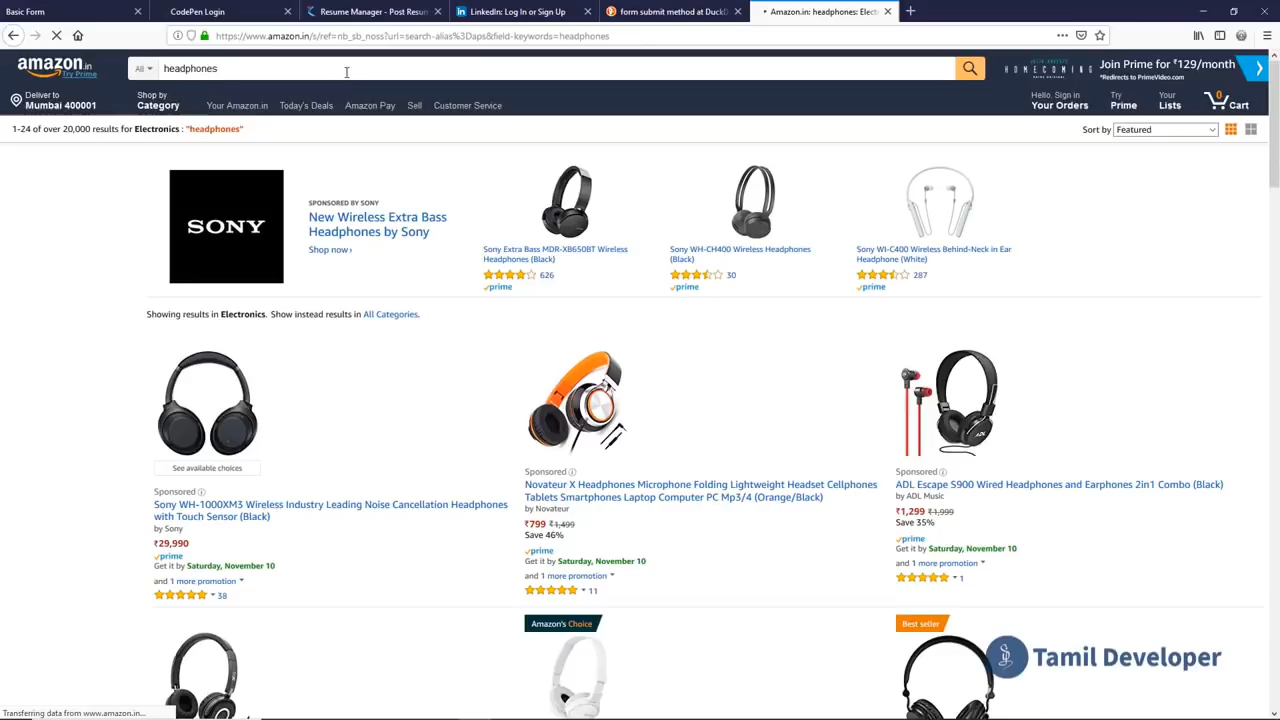 Basic Form
CodePen Login
Resume Manager - Post Resum
LinkedIn: Log In or Sign Up
form submit method at DuckD
Amazon.in: headphones: Elect
https://www.amazon.in/s/ref=nb_sb_noss?url=search-alias%3Daps&field-keywords=headphones
amazon.in
Try Prime
All
headphones
HOMECOMING
Join Prime for ₹129/month
*Redirects to PrimeVideo.com
Deliver to
Mumbai 400001
Shop by
Category
Your Amazon.in
Today's Deals
Amazon Pay
Sell
Customer Service
Hello. Sign in
Your Orders
Try
Prime
Your
Lists
0
Cart
1-24 of over 20,000 results for Electronics : "headphones"
Sort by Featured
SONY
SPONSORED BY SONY
New Wireless Extra Bass
Headphones by Sony
Shop now ›
Sony Extra Bass MDR-XB650BT Wireless
Headphones (Black)
626
prime
Sony WH-CH400 Wireless Headphones
(Black)
30
prime
Sony WI-C400 Wireless Behind-Neck in Ear
Headphone (White)
287
prime
Showing results in Electronics. Show instead results in All Categories.
See available choices
Sponsored
Sony WH-1000XM3 Wireless Industry Leading Noise Cancellation Headphones
with Touch Sensor (Black)
by Sony
₹29,990
prime
Get it by Saturday, November 10
and 1 more promotion
38
Sponsored
Novateur X Headphones Microphone Folding Lightweight Headset Cellphones
Tablets Smartphones Laptop Computer PC Mp3/4 (Orange/Black)
by Novateur
₹799 ₹1,499
Save 46%
prime
Get it by Saturday, November 10
and 1 more promotion
11
ADL
Sponsored
ADL Escape S900 Wired Headphones and Earphones 2in1 Combo (Black)
by ADL Music
₹1,299 ₹1,999
Save 35%
prime
Get it by Saturday, November 10
and 1 more promotion
1
Amazon's Choice
Best seller
Tamil Developer
Transferring data from www.amazon.in...